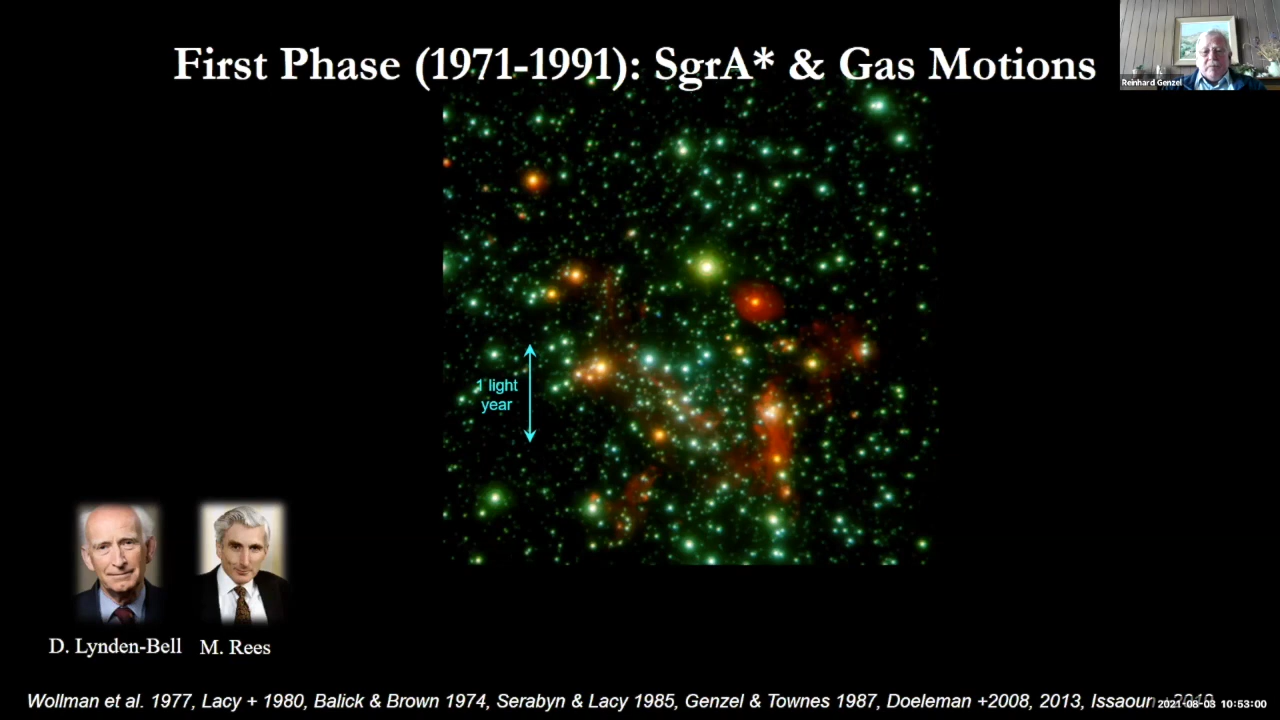 First Phase (1971-1991): SgrA* & Gas Motions
Reinhard Genzel
1 light
year
D. Lynden-Bell M. Rees
Wollman et al. 1977, Lacy + 1980, Balick & Brown 1974, Serabyn & Lacy 1985, Genzel & Townes 1987, Doeleman +2008, 2013, Issaoun
2021-08-03 10:53:00